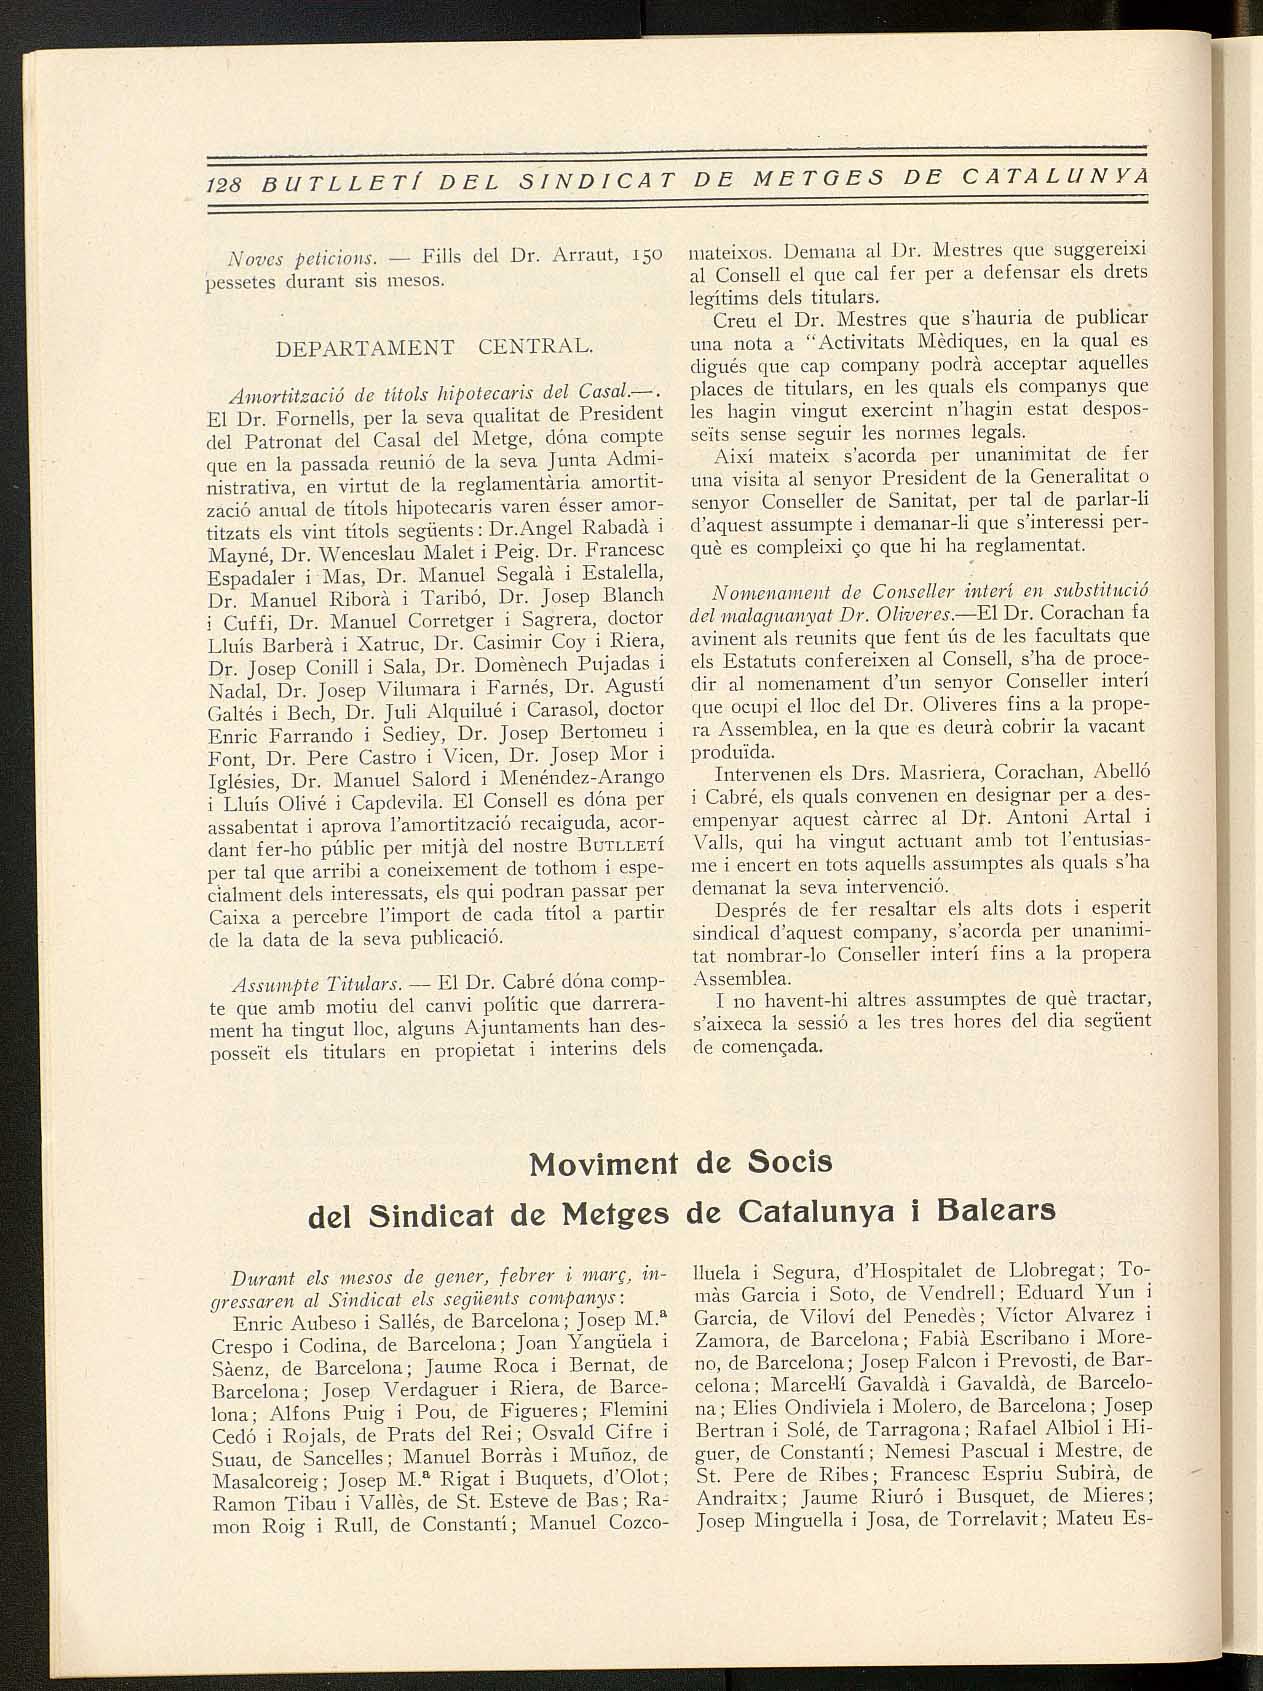 128 BUTLLETÍ DEL SINDICAT DE METGES DE CATALUNYA
Noves peticions. — Fills del Dr. Arraut, 150
pessetes durant sis mesos.
DEPARTAMENT CENTRAL.
Amortització de títols hipotecaris del Casal.—.
El Dr. Fornells, per la seva qualitat de President
del Patronat del Casal del Metge, dóna compte
que en la passada reunió de la seva Junta Admi-
nistrativa, en virtut de la reglamentària amortit-
zació anual de títols hipotecaris varen ésser amor-
titzats els vint títols següents: Dr.Angel Rabadà i
Mayné, Dr. Wenceslau Malet i Peig. Dr. Francesc
Espadaler i Mas, Dr. Manuel Segalà i Estalella,
Dr. Manuel Riborà i Taribó, Dr. Josep Blanch
i Cuffi, Dr. Manuel Corretger i Sagrera, doctor
Lluís Barberà i Xatruc, Dr. Casimir Coy i Riera,
Dr. Josep Conill i Sala, Dr. Domènech Pujadas i
Nadal, Dr. Josep Vilumara i Farnés, Dr. Agustí
Galtés i Bech, Dr. Juli Alquilué i Carasol, doctor
Enric Farrando i Sediey, Dr. Josep Bertomeu i
Font, Dr. Pere Castro i Vicen, Dr. Josep Mor i
Iglésies, Dr. Manuel Salord i Menéndez-Arango
i Lluís Olivé i Capdevila. El Consell es dóna per
assabentat i aprova l'amortització recaiguda, acor-
dant fer-ho públic per mitjà del nostre BUTLLETÍ
per tal que arribi a coneixement de tothom i espe-
cialment dels interessats, els qui podran passar per
Caixa a percebre l'import de cada títol a partir
de la data de la seva publicació.
Assumpte Titulars. — El Dr. Cabré dóna comp-
te que amb motiu del canvi polític que darrera-
ment ha tingut lloc, alguns Ajuntaments han des-
posseït els titulars en propietat i interins dels
mateixos. Demana al Dr. Mestres que suggereixi
al Consell el que cal fer per a defensar els drets
legítims dels titulars.
Creu el Dr. Mestres que s'hauria de publicar
una nota a "Activitats Mèdiques, en la qual es
digués que cap company podrà acceptar aquelles
places de titulars, en les quals els companys que
les hagin vingut exercint n'hagin estat despos-
seïts sense seguir les normes legals.
Així mateix s'acorda per unanimitat de fer
una visita al senyor President de la Generalitat o
senyor Conseller de Sanitat, per tal de parlar-li
d'aquest assumpte i demanar-li que s'interessi per-
què es compleixi ço que hi ha reglamentat.
Nomenament de Conseller interí en substitució
del malaguanyat Dr. Oliveres.—El Dr. Corachan fa
avinent als reunits que fent ús de les facultats que
els Estatuts confereixen al Consell, s'ha de proce-
dir al nomenament d'un senyor Conseller interí
que ocupi el lloc del Dr. Oliveres fins a la prope-
ra Assemblea, en la que es deurà cobrir la vacant
produïda.
Intervenen els Drs. Masriera, Corachan, Abelló
i Cabré, els quals convenen en designar per a des-
empenyar aquest càrrec al Dr. Antoni Artal i
Valls, qui ha vingut actuant amb tot l'entusias-
me i encert en tots aquells assumptes als quals s'ha
demanat la seva intervenció.
Després de fer resaltar els alts dots i esperit
sindical d'aquest company, s'acorda per unanimi-
tat nombrar-lo Conseller interí fins a la propera
Assemblea.
I no havent-hi altres assumptes de què tractar,
s'aixeca la sessió a les tres hores del dia següent
de començada.
Moviment de Socis
del Sindicat de Metges de Catalunya i Balears
Durant els mesos de gener, febrer i març, in-
gressaren al Sindicat els següents companys:
Enric Aubeso i Sallés, de Barcelona; Josep M.ª
Crespo i Codina, de Barcelona; Joan Yangüela i
Sàenz, de Barcelona; Jaume Roca i Bernat, de
Barcelona; Josep Verdaguer i Riera, de Barce-
lona; Alfons Puig i Pou, de Figueres; Flemini
Cedó i Rojals, de Prats del Rei; Osvald Cifre i
Suau, de Sancelles; Manuel Borràs i Muñoz, de
Masalcoreig; Josep M.ª Rigat i Buquets, d'Olot;
Ramon Tibau i Vallès, de St. Esteve de Bas; Ra-
mon Roig i Rull, de Constantí; Manuel Cozco-
lluela i Segura, d'Hospitalet de Llobregat; To-
màs Garcia i Soto, de Vendrell; Eduard Yun i
Garcia, de Viloví del Penedès; Víctor Alvarez i
Zamora, de Barcelona; Fabià Escribano i More-
no, de Barcelona; Josep Falcon i Prevosti, de Bar-
celona; Marcel·lí Gavaldà i Gavaldà, de Barcelo-
na; Elies Ondiviela i Molero, de Barcelona; Josep
Bertran i Solé, de Tarragona; Rafael Albiol i Hi-
guer, de Constantí; Nemesi Pascual i Mestre, de
St. Pere de Ribes; Francesc Espriu Subirà, de
Andraitx; Jaume Riuró i Busquet, de Mieres;
Josep Minguella i Josa, de Torrelavit; Mateu Es-